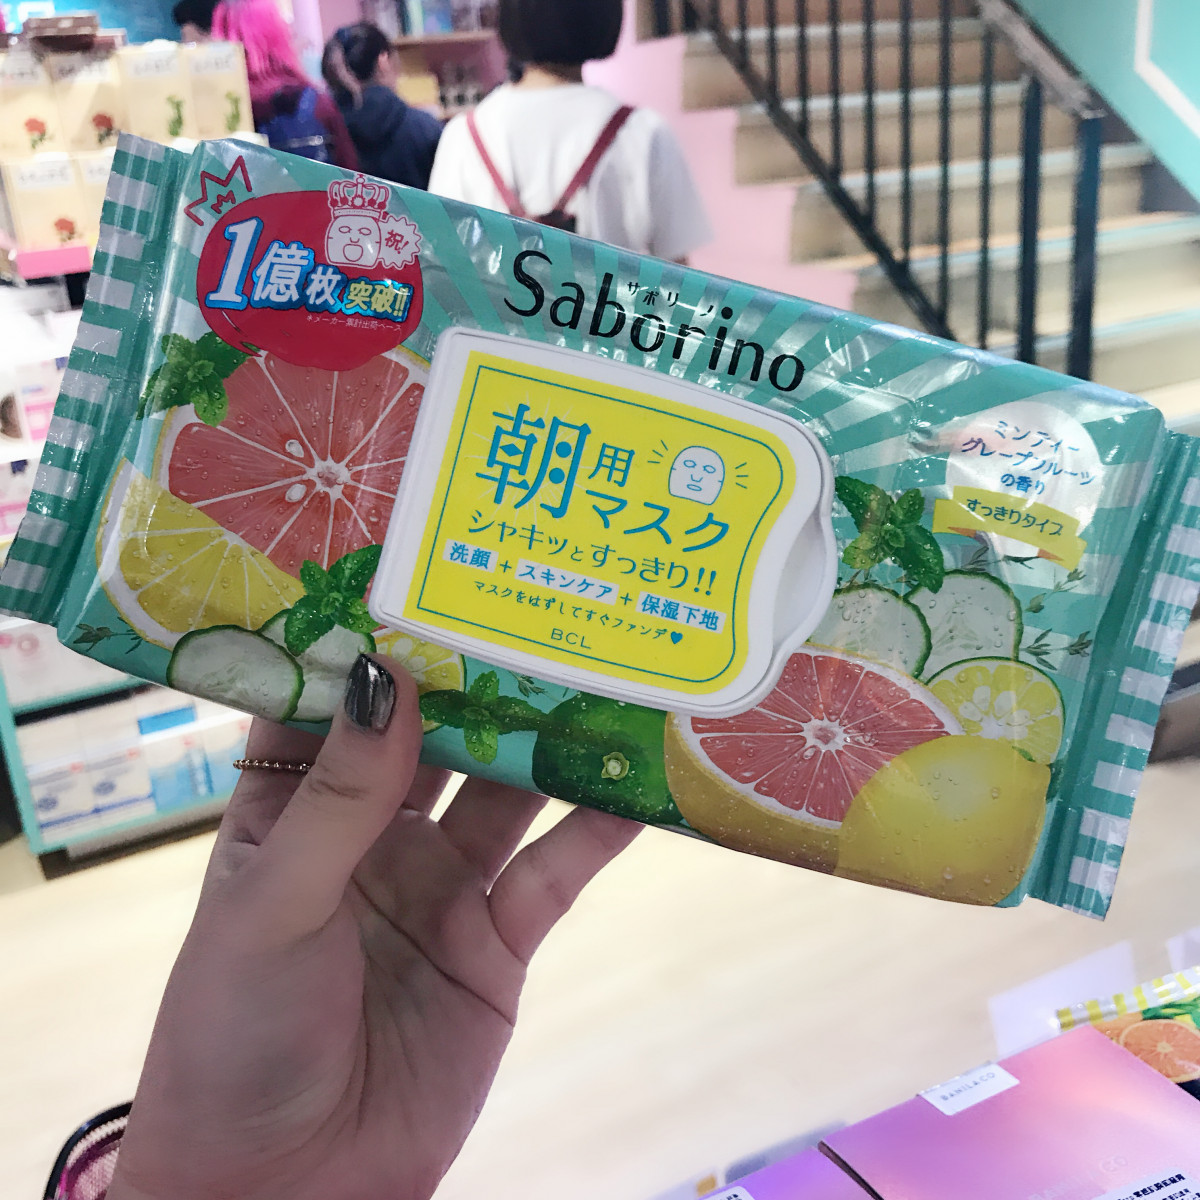 祝!
1億枚突破!!
※メーカー累計出荷ベース
サボリーノ
Saborino
朝用マスク
シャキッとすっきり!!
洗顔 + スキンケア + 保湿下地
マスクをはずしてすぐファンデ♥
BCL
ミンティー
グレープフルーツ
の香り
すっきりタイプ
BANILA CO